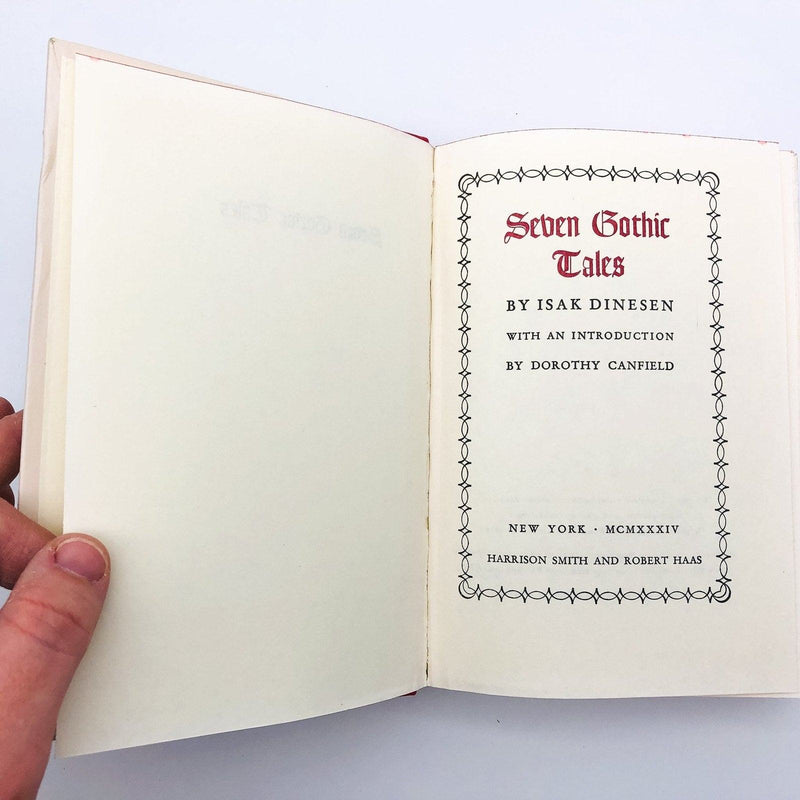 Seven Gothic
Tales
BY ISAK DINESEN
WITH AN INTRODUCTION
BY DOROTHY CANFIELD
NEW YORK · MCMXXXIV
HARRISON SMITH AND ROBERT HAAS